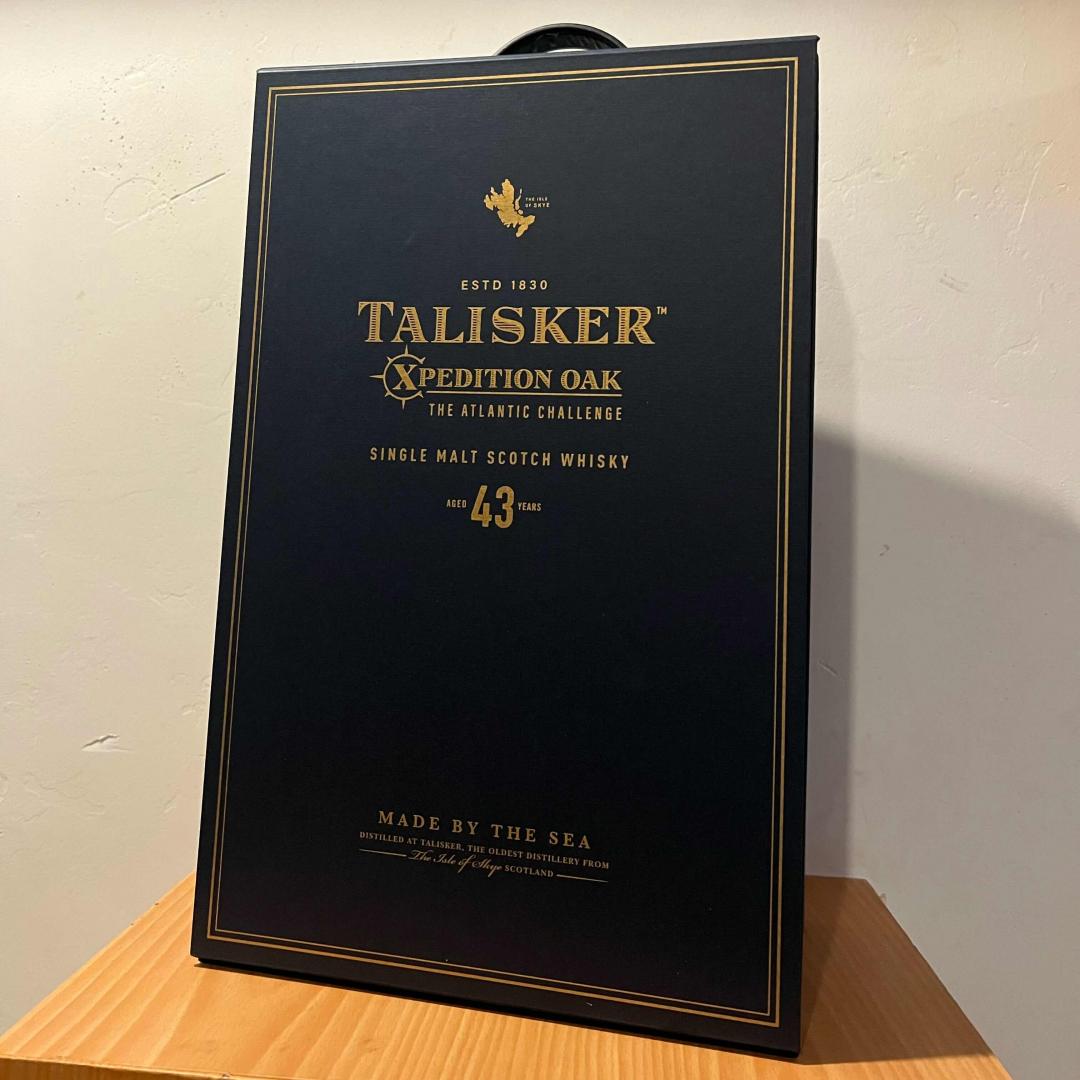 THE ISLE
OF SKYE
ESTD 1830
TALISKER™
XPEDITION OAK
THE ATLANTIC CHALLENGE
SINGLE MALT SCOTCH WHISKY
AGED 43 YEARS
MADE BY THE SEA
DISTILLED AT TALISKER, THE OLDEST DISTILLERY FROM
The Isle of Skye SCOTLAND